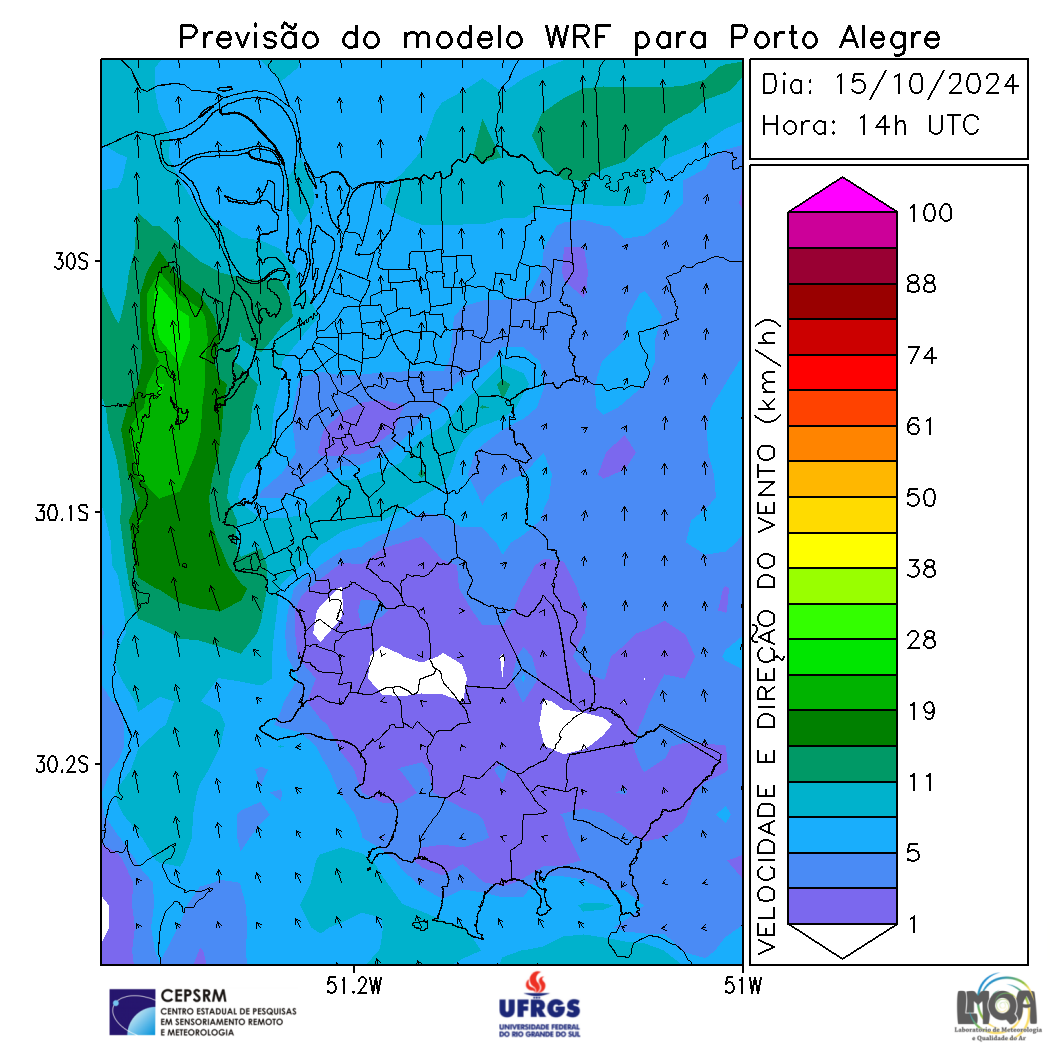 Previsão do modelo WRF para Porto Alegre
Dia: 15/10/2024
Hora: 14h UTC
30S
30.1S
30.2S
51.2W
51W
VELOCIDADE E DIREÇÃO DO VENTO (km/h)
100
88
74
61
50
38
28
19
11
5
1
CEPSRM
CENTRO ESTADUAL DE PESQUISAS
EM SENSORIAMENTO REMOTO
E METEOROLOGIA
UFRGS
UNIVERSIDADE FEDERAL
DO RIO GRANDE DO SUL
LMQA
Laboratório de Meteorologia
e Qualidade do Ar